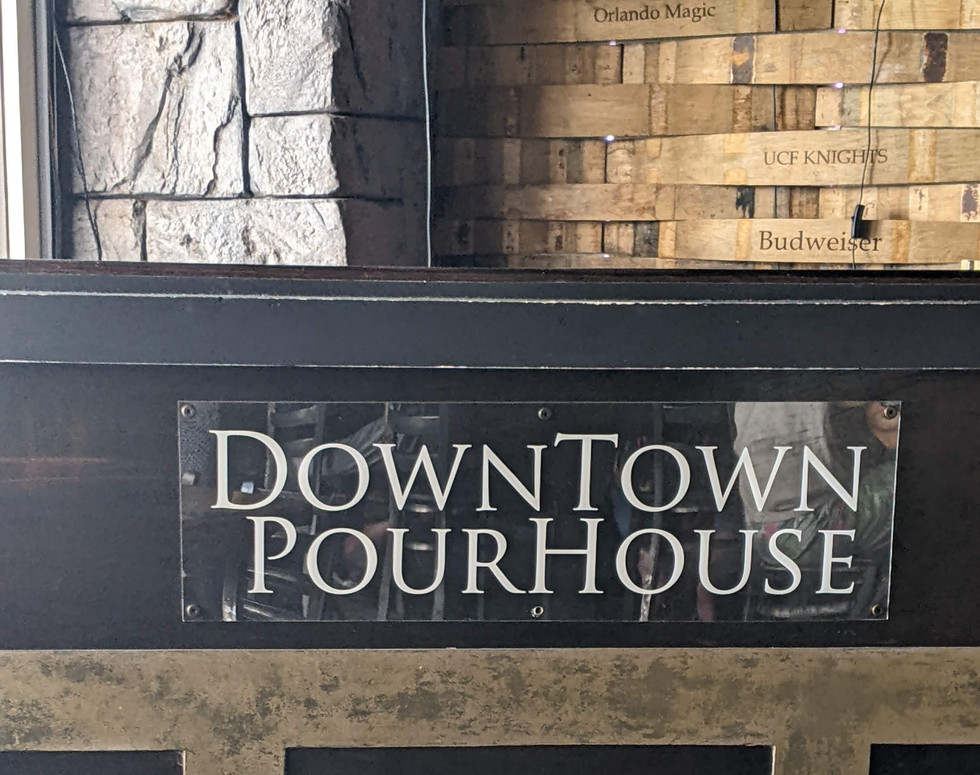 Orlando Magic
UCF KNIGHTS
Budweiser
DOWNTOWN
POURHOUSE